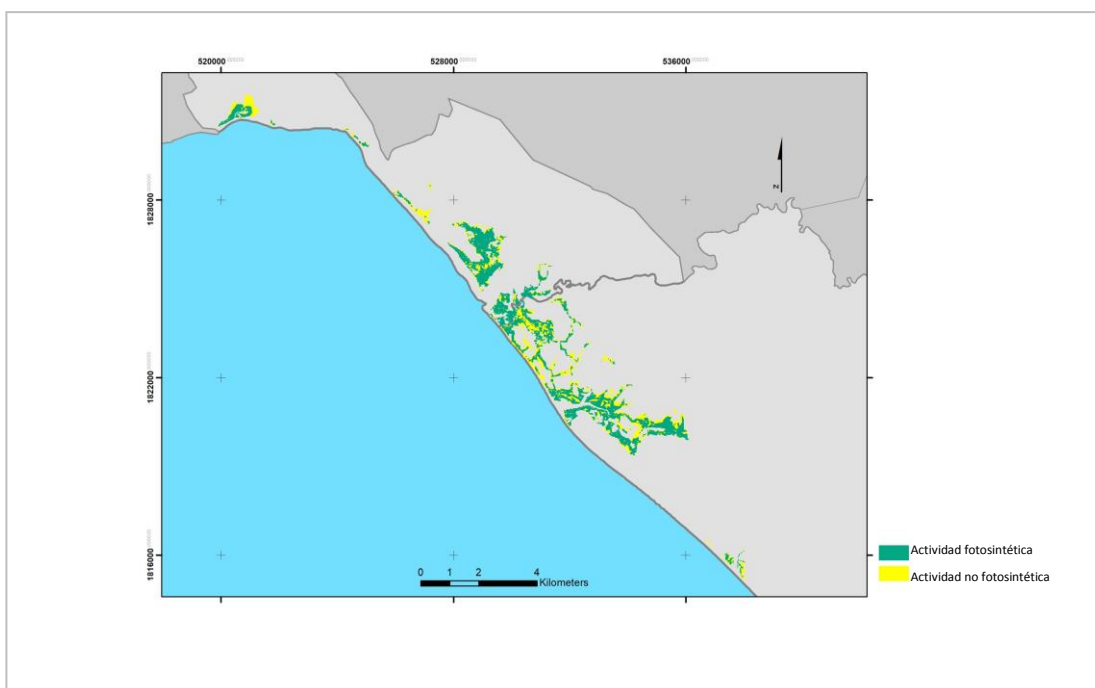 520000
528000
536000
1828000
1822000
1816000
N
0 1 2 4
Kilometers
Actividad fotosintética
Actividad no fotosintética